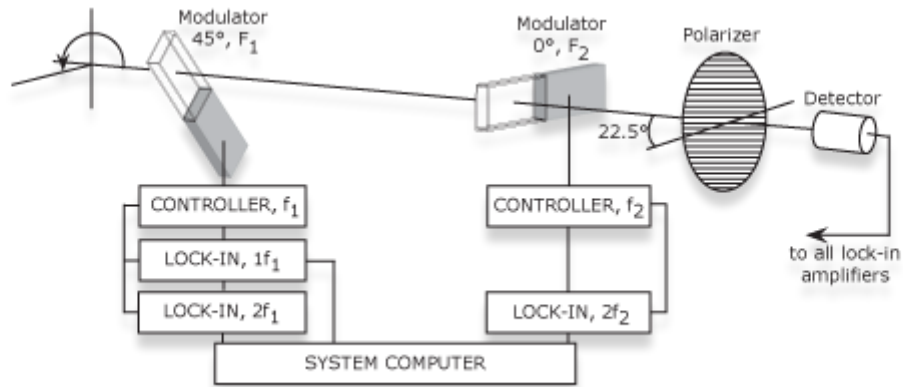 Modulator
45°, F₁
Modulator
0°, F₂
Polarizer
Detector
22.5°
CONTROLLER, f₁
CONTROLLER, f₂
LOCK-IN, 1f₁
to all lock-in
amplifiers
LOCK-IN, 2f₁
LOCK-IN, 2f₂
SYSTEM COMPUTER